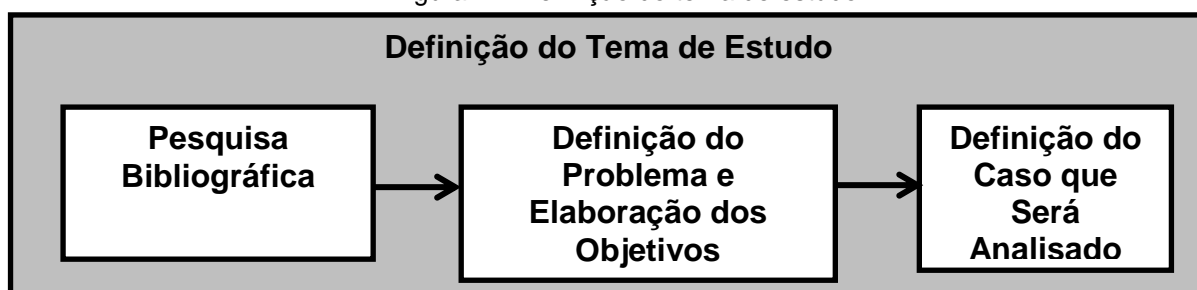 Definição do Tema de Estudo
Pesquisa
Bibliográfica
Definição do
Problema e
Elaboração dos
Objetivos
Definição do
Caso que
Será
Analisado